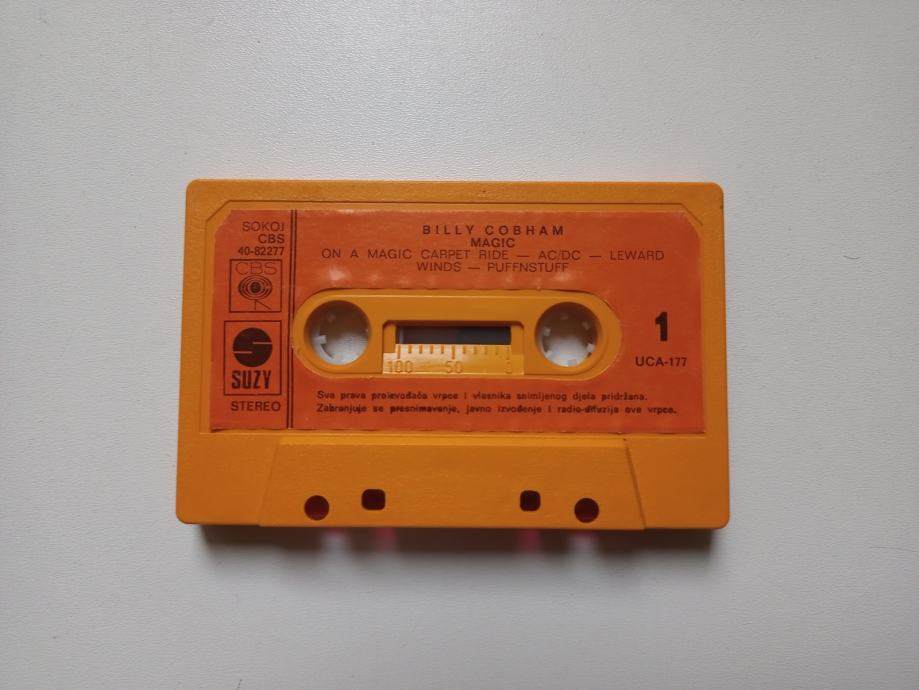 SOKOJ
CBS
40-82277
CBS
SUZY
STEREO
BILLY COBHAM
MAGIC
ON A MAGIC CARPET RIDE — AC/DC — LEWARD
WINDS — PUFFNSTUFF
100 50 0
1
UCA-177
Sva prava proizvođača vrpce i vlasnika snimljenog djela pridržana.
Zabranjuje se presnimavanje, javno izvođenje i radio-difuzija ove vrpce.